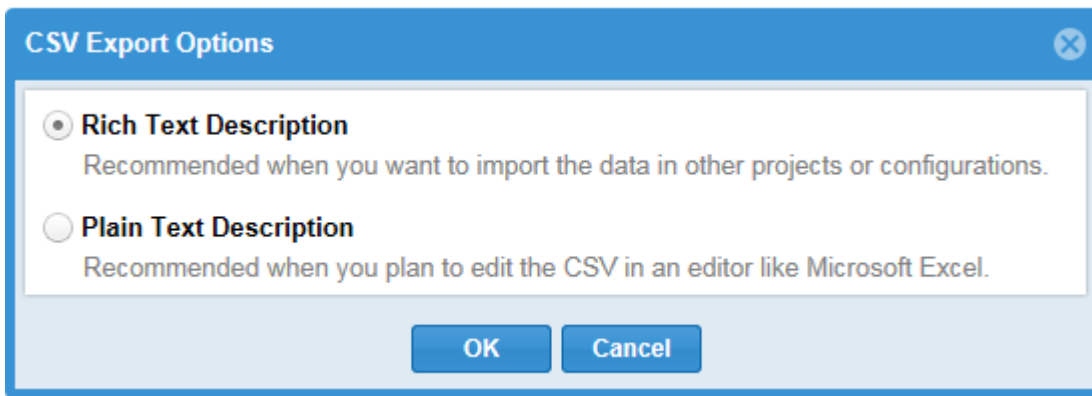 CSV Export Options
Rich Text Description
Recommended when you want to import the data in other projects or configurations.
Plain Text Description
Recommended when you plan to edit the CSV in an editor like Microsoft Excel.
OK
Cancel